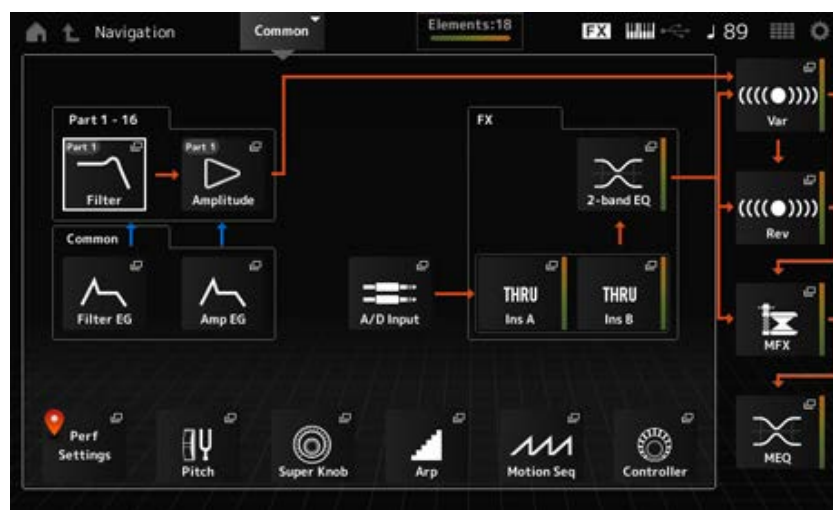 Navigation
Common
Elements:18
FX
89
Part 1 - 16
FX
Part 1
Part 1
Filter
Amplitude
2-band EQ
Var
Common
Rev
Filter EG
Amp EG
A/D Input
THRU
THRU
Ins A
Ins B
MFX
Perf
Settings
Pitch
Super Knob
Arp
Motion Seq
Controller
MEQ